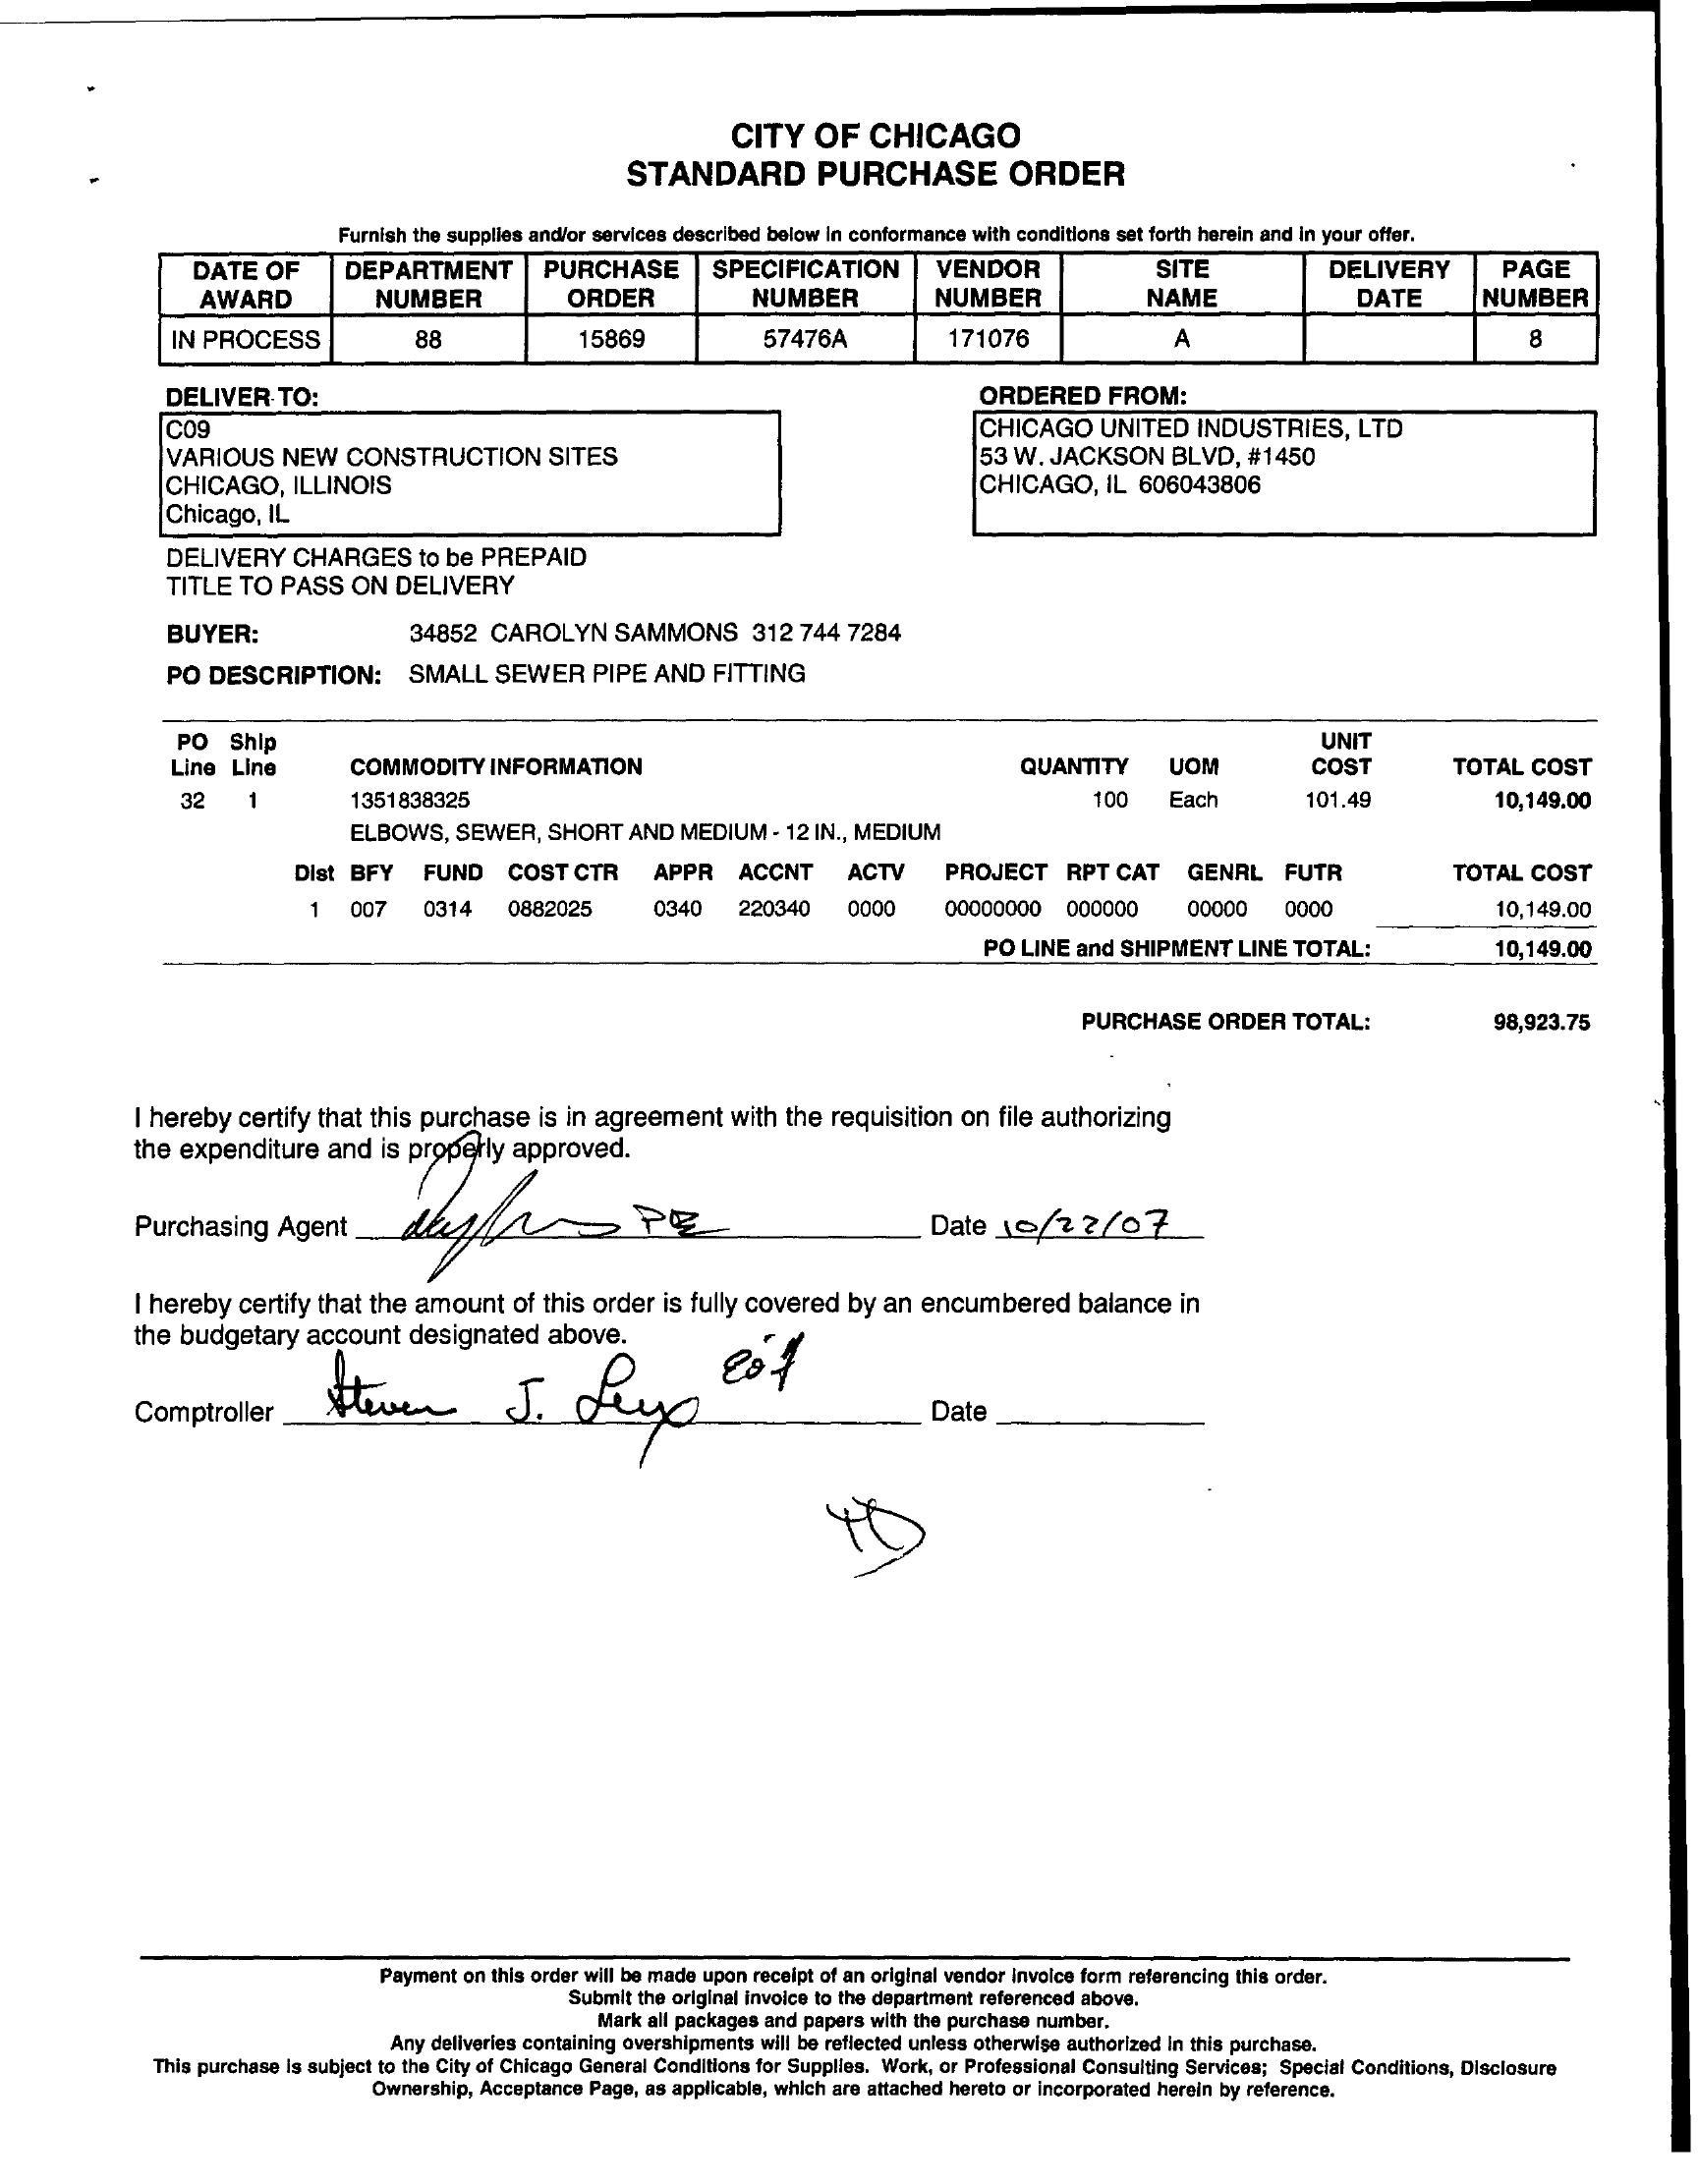 CITY OF CHICAGO
STANDARD PURCHASE ORDER
Furnish the supplies and/or services described below in conformance with conditions set forth herein and in your offer.
DATE OF AWARD DEPARTMENT NUMBER PURCHASE ORDER SPECIFICATION NUMBER VENDOR NUMBER SITE NAME DELIVERY DATE PAGE NUMBER
IN PROCESS 88 15869 57476A 171076 A 8
DELIVER TO:
C09
VARIOUS NEW CONSTRUCTION SITES
CHICAGO, ILLINOIS
Chicago, IL
ORDERED FROM:
CHICAGO UNITED INDUSTRIES, LTD
53 W. JACKSON BLVD, #1450
CHICAGO, IL 606043806
DELIVERY CHARGES to be PREPAID
TITLE TO PASS ON DELIVERY
BUYER: 34852 CAROLYN SAMMONS 312 744 7284
PO DESCRIPTION: SMALL SEWER PIPE AND FITTING
PO Line Ship Line COMMODITY INFORMATION QUANTITY UOM UNIT COST TOTAL COST
32 1 1351838325 100 Each 101.49 10,149.00
ELBOWS, SEWER, SHORT AND MEDIUM - 12 IN., MEDIUM
Dist BFY FUND COST CTR APPR ACCNT ACTV PROJECT RPT CAT GENRL FUTR TOTAL COST
1 007 0314 0882025 0340 220340 0000 00000000 000000 00000 0000 10,149.00
PO LINE and SHIPMENT LINE TOTAL: 10,149.00
PURCHASE ORDER TOTAL: 98,923.75
I hereby certify that this purchase is in agreement with the requisition on file authorizing
the expenditure and is properly approved.
Purchasing Agent Date 10/22/07
I hereby certify that the amount of this order is fully covered by an encumbered balance in
the budgetary account designated above.
Comptroller Steven J. Date
Payment on this order will be made upon receipt of an original vendor invoice form referencing this order.
Submit the original invoice to the department referenced above.
Mark all packages and papers with the purchase number.
Any deliveries containing overshipments will be reflected unless otherwise authorized in this purchase.
This purchase is subject to the City of Chicago General Conditions for Supplies. Work, or Professional Consulting Services; Special Conditions, Disclosure
Ownership, Acceptance Page, as applicable, which are attached hereto or incorporated herein by reference.